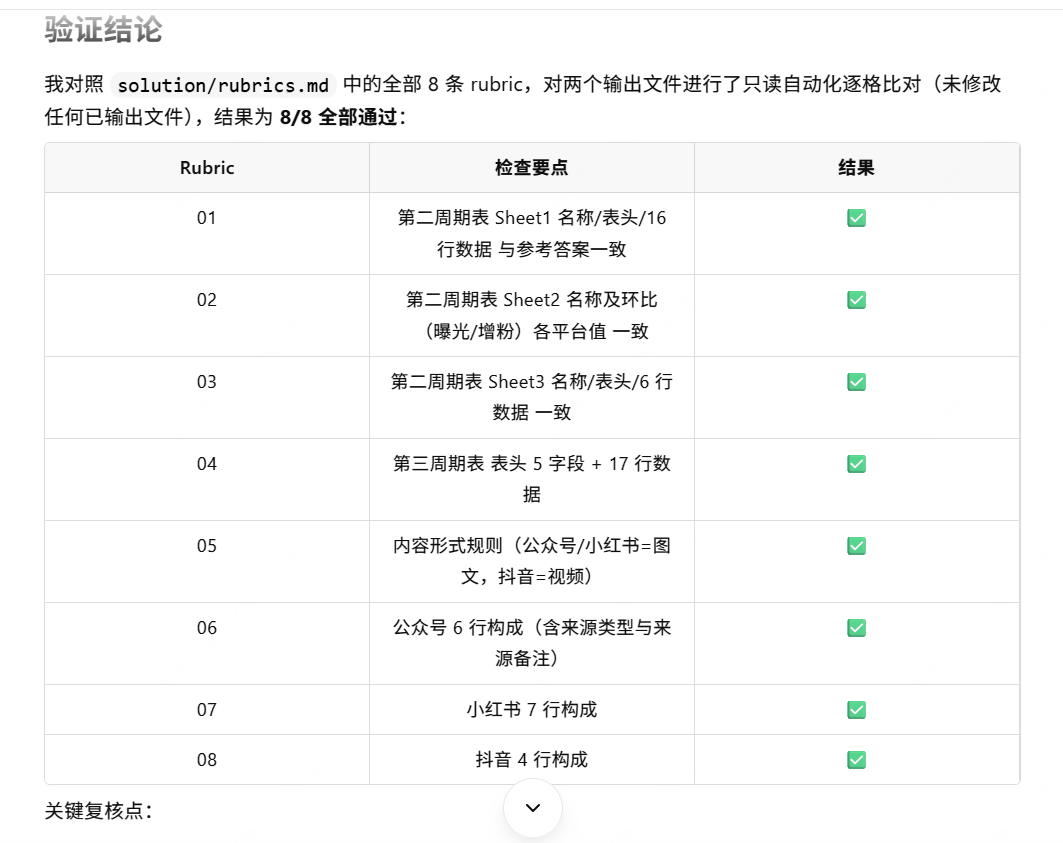 验证结论
我对照 solution/rubrics.md 中的全部 8 条 rubric，对两个输出文件进行了只读自动化逐格比对（未修改
任何已输出文件），结果为 8/8 全部通过：
Rubric 检查要点 结果
01 第二周期表 Sheet1 名称/表头/16 ✅
行数据 与参考答案一致
02 第二周期表 Sheet2 名称及环比 ✅
（曝光/增粉）各平台值 一致
03 第二周期表 Sheet3 名称/表头/6 行 ✅
数据 一致
04 第三周期表 表头 5 字段 + 17 行数 ✅
据
05 内容形式规则（公众号/小红书=图 ✅
文，抖音=视频）
06 公众号 6 行构成（含来源类型与来 ✅
源备注）
07 小红书 7 行构成 ✅
08 抖音 4 行构成 ✅
关键复核点：